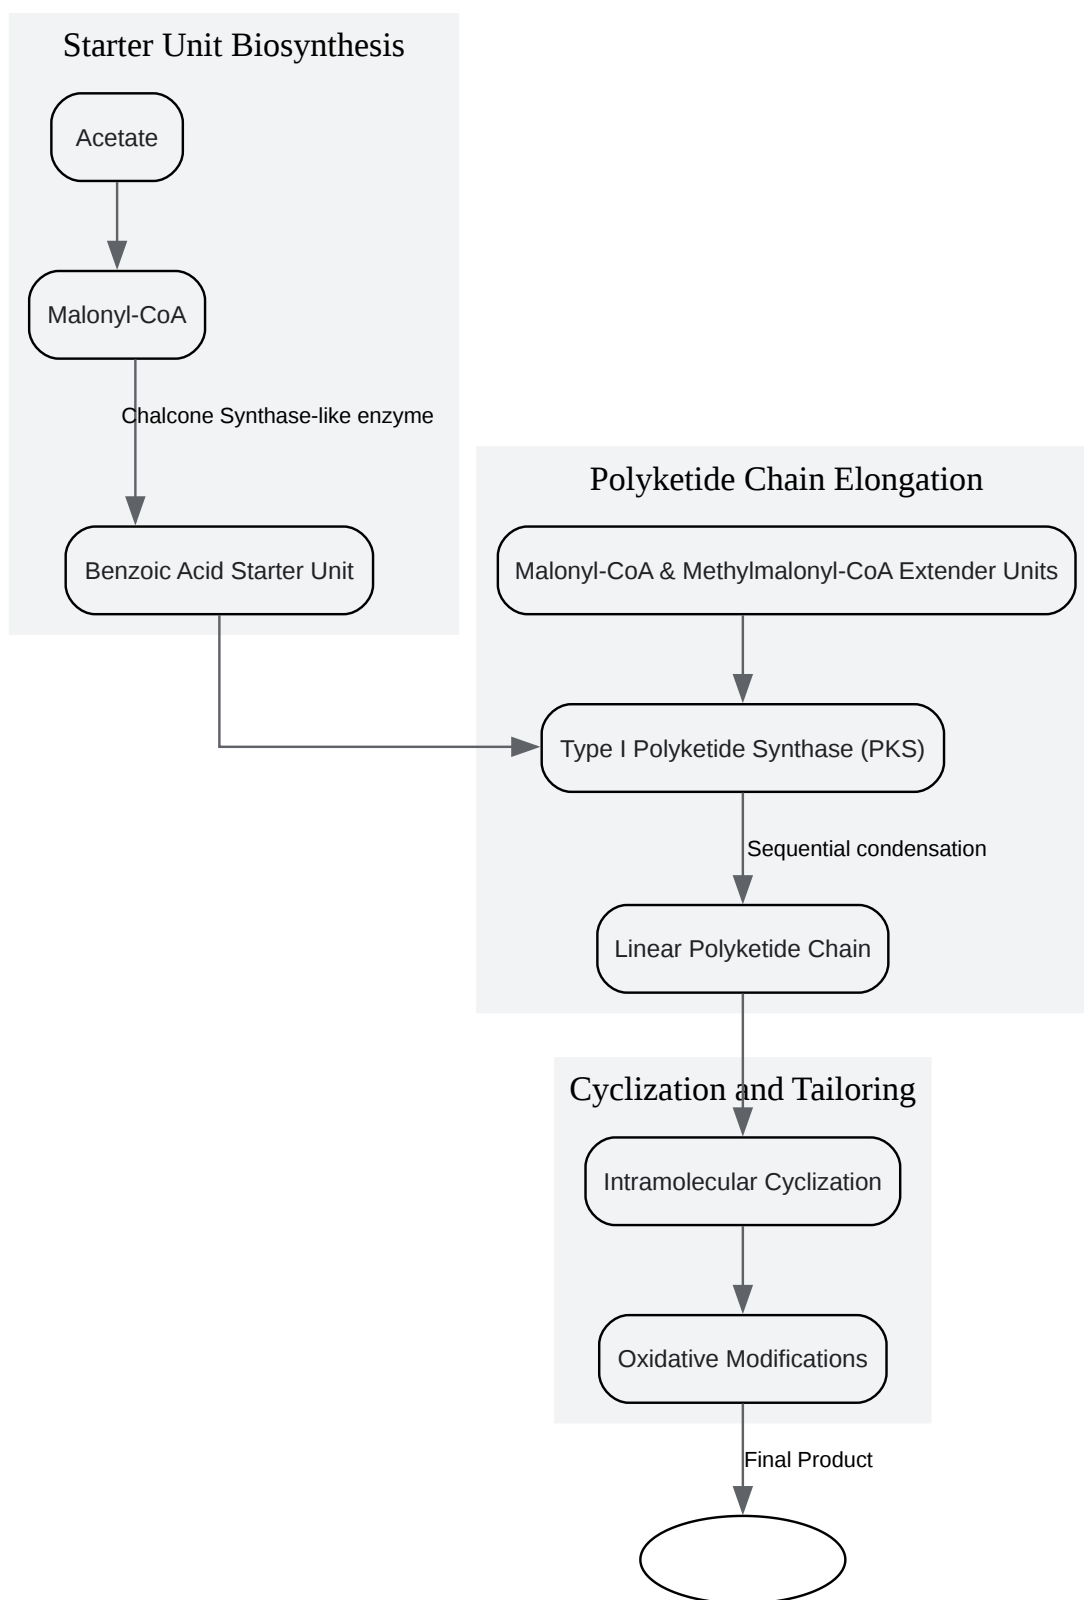 Starter Unit Biosynthesis
Acetate
Malonyl-CoA
Chalcone Synthase-like enzyme
Benzoic Acid Starter Unit
Polyketide Chain Elongation
Malonyl-CoA & Methylmalonyl-CoA Extender Units
Type I Polyketide Synthase (PKS)
Sequential condensation
Linear Polyketide Chain
Cyclization and Tailoring
Intramolecular Cyclization
Oxidative Modifications
Final Product